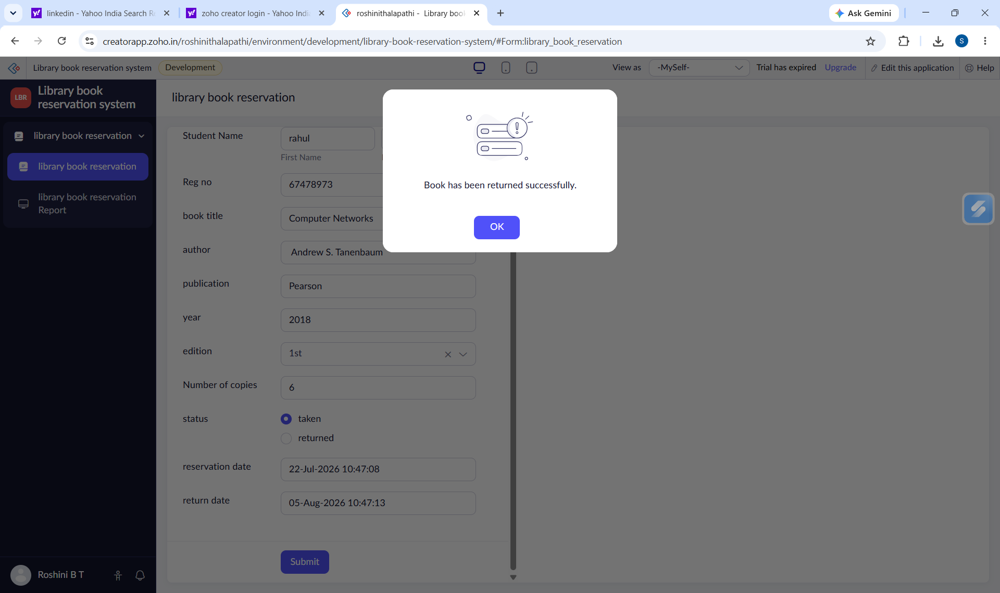 linkedin - Yahoo India Search Re
zoho creator login - Yahoo India
roshinithalapathi - Library book
Ask Gemini
creatorapp.zoho.in/roshinithalapathi/environment/development/library-book-reservation-system/#Form:library_book_reservation
S
Library book reservation system
Development
View as
-MySelf-
Trial has expired
Upgrade
Edit this application
Help
LBR
Library book
reservation system
library book reservation
library book reservation
library book reservation
Report
library book reservation
Student Name
rahul
First Name
Reg no
67478973
book title
Computer Networks
author
Andrew S. Tanenbaum
publication
Pearson
year
2018
edition
1st
Number of copies
6
status
taken
returned
reservation date
22-Jul-2026 10:47:08
return date
05-Aug-2026 10:47:13
Submit
Book has been returned successfully.
OK
Roshini B T